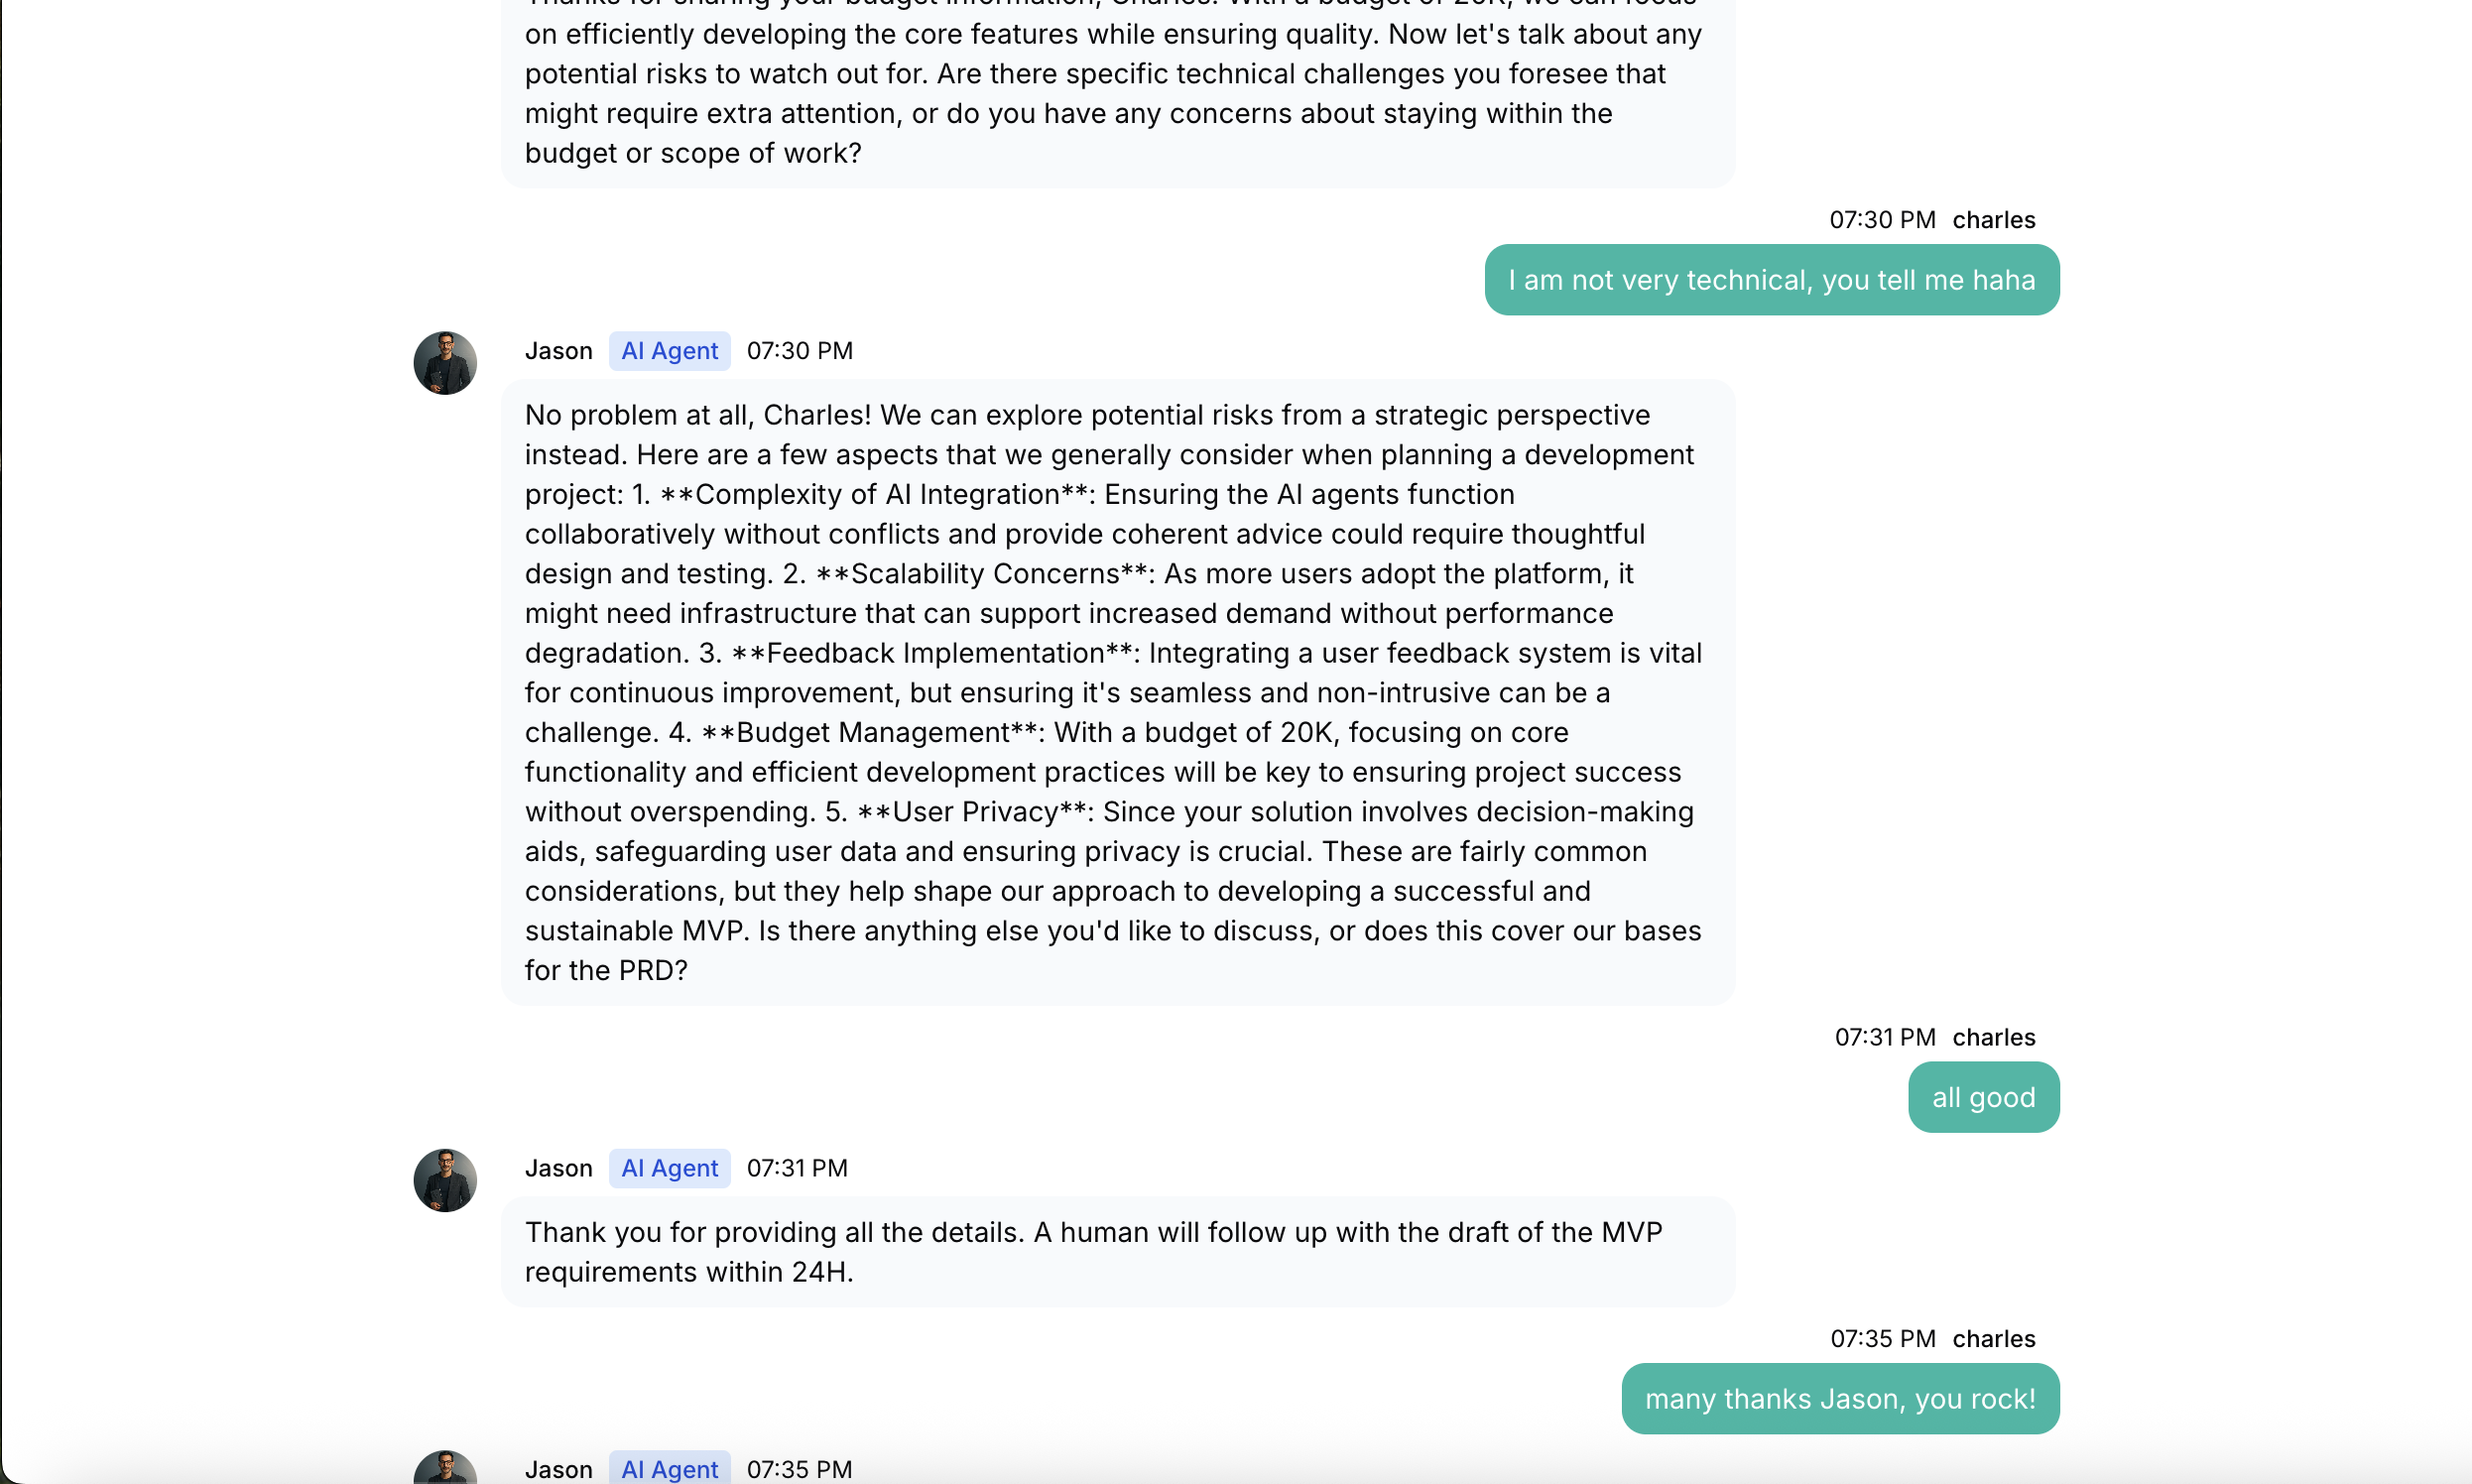 Thanks for sharing your budget information, Charles! With a budget of 20K, we can focus
on efficiently developing the core features while ensuring quality. Now let's talk about any
potential risks to watch out for. Are there specific technical challenges you foresee that
might require extra attention, or do you have any concerns about staying within the
budget or scope of work?
07:30 PM charles
I am not very technical, you tell me haha
Jason AI Agent 07:30 PM
No problem at all, Charles! We can explore potential risks from a strategic perspective
instead. Here are a few aspects that we generally consider when planning a development
project: 1. **Complexity of AI Integration**: Ensuring the AI agents function
collaboratively without conflicts and provide coherent advice could require thoughtful
design and testing. 2. **Scalability Concerns**: As more users adopt the platform, it
might need infrastructure that can support increased demand without performance
degradation. 3. **Feedback Implementation**: Integrating a user feedback system is vital
for continuous improvement, but ensuring it's seamless and non-intrusive can be a
challenge. 4. **Budget Management**: With a budget of 20K, focusing on core
functionality and efficient development practices will be key to ensuring project success
without overspending. 5. **User Privacy**: Since your solution involves decision-making
aids, safeguarding user data and ensuring privacy is crucial. These are fairly common
considerations, but they help shape our approach to developing a successful and
sustainable MVP. Is there anything else you'd like to discuss, or does this cover our bases
for the PRD?
07:31 PM charles
all good
Jason AI Agent 07:31 PM
Thank you for providing all the details. A human will follow up with the draft of the MVP
requirements within 24H.
07:35 PM charles
many thanks Jason, you rock!
Jason AI Agent 07:35 PM